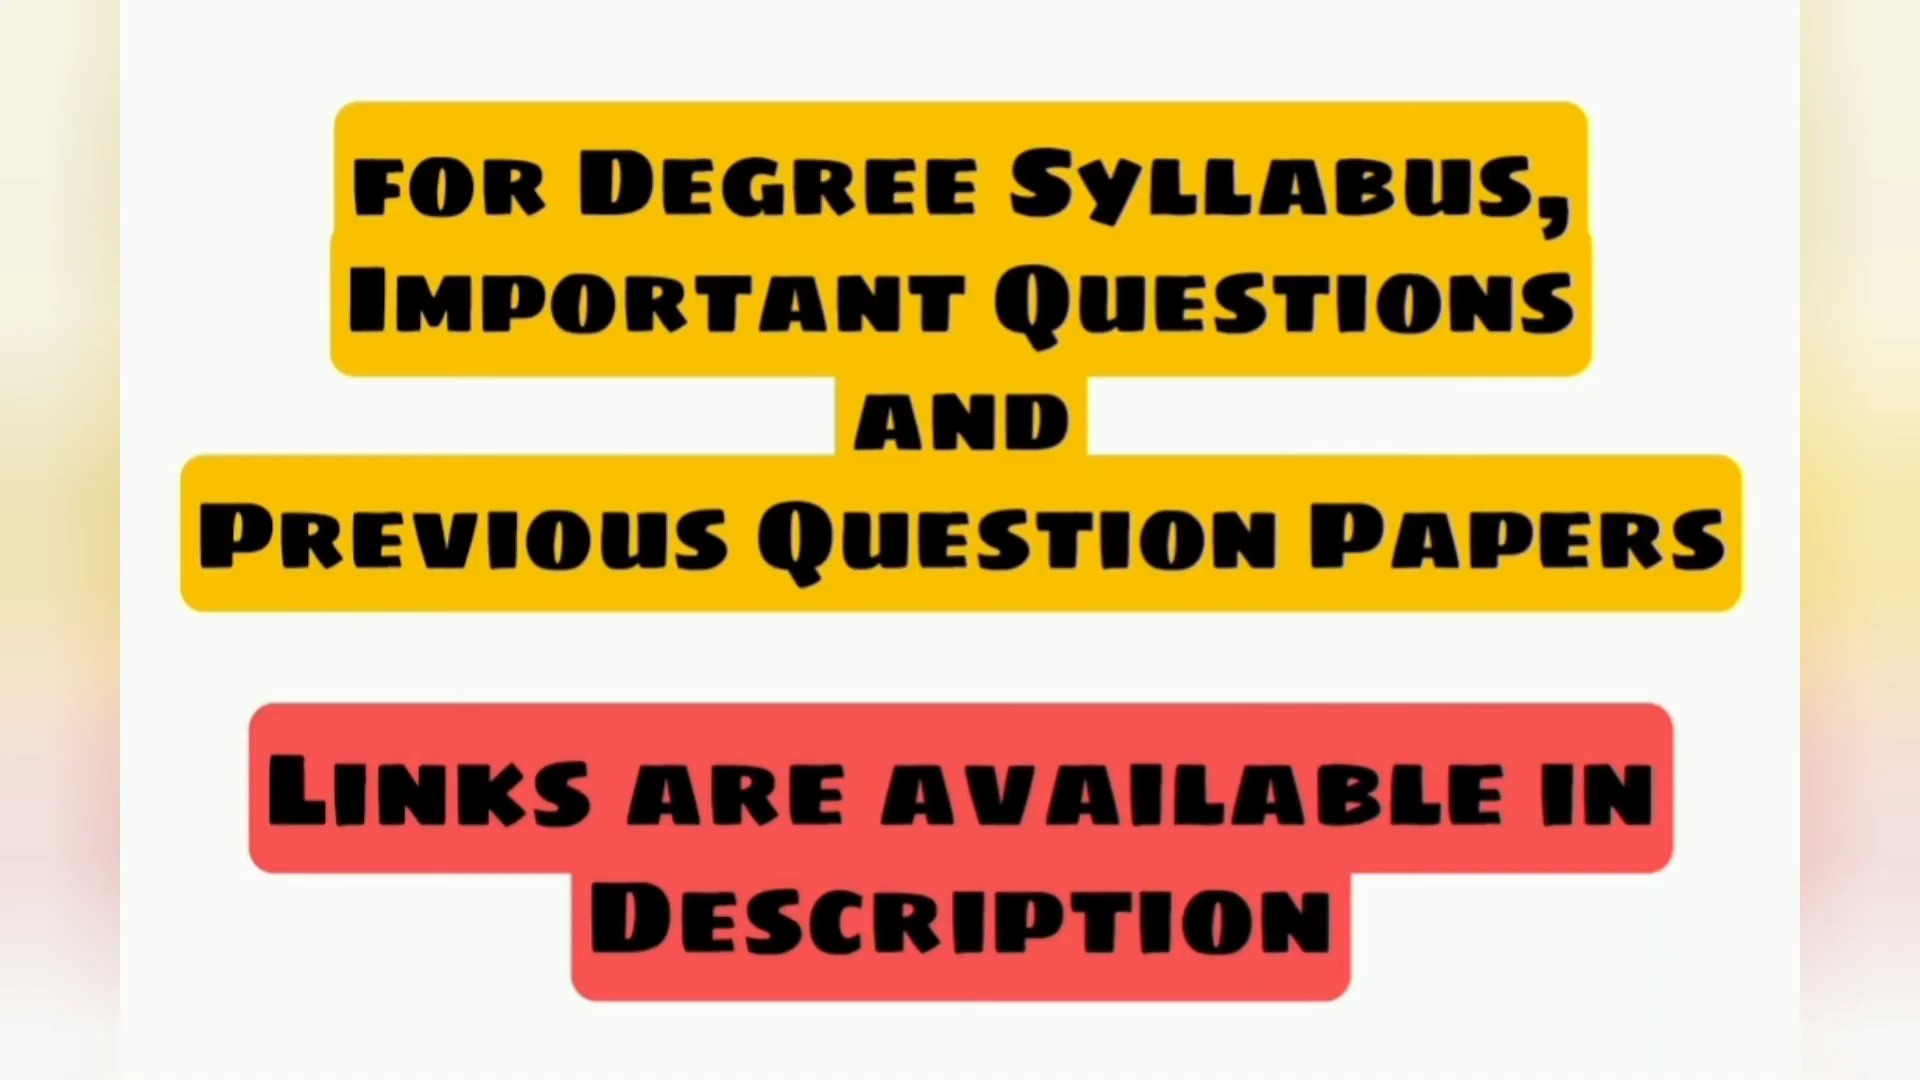 for Degree Syllabus,
Important Questions
and
Previous Question Papers
Links are available in
Description